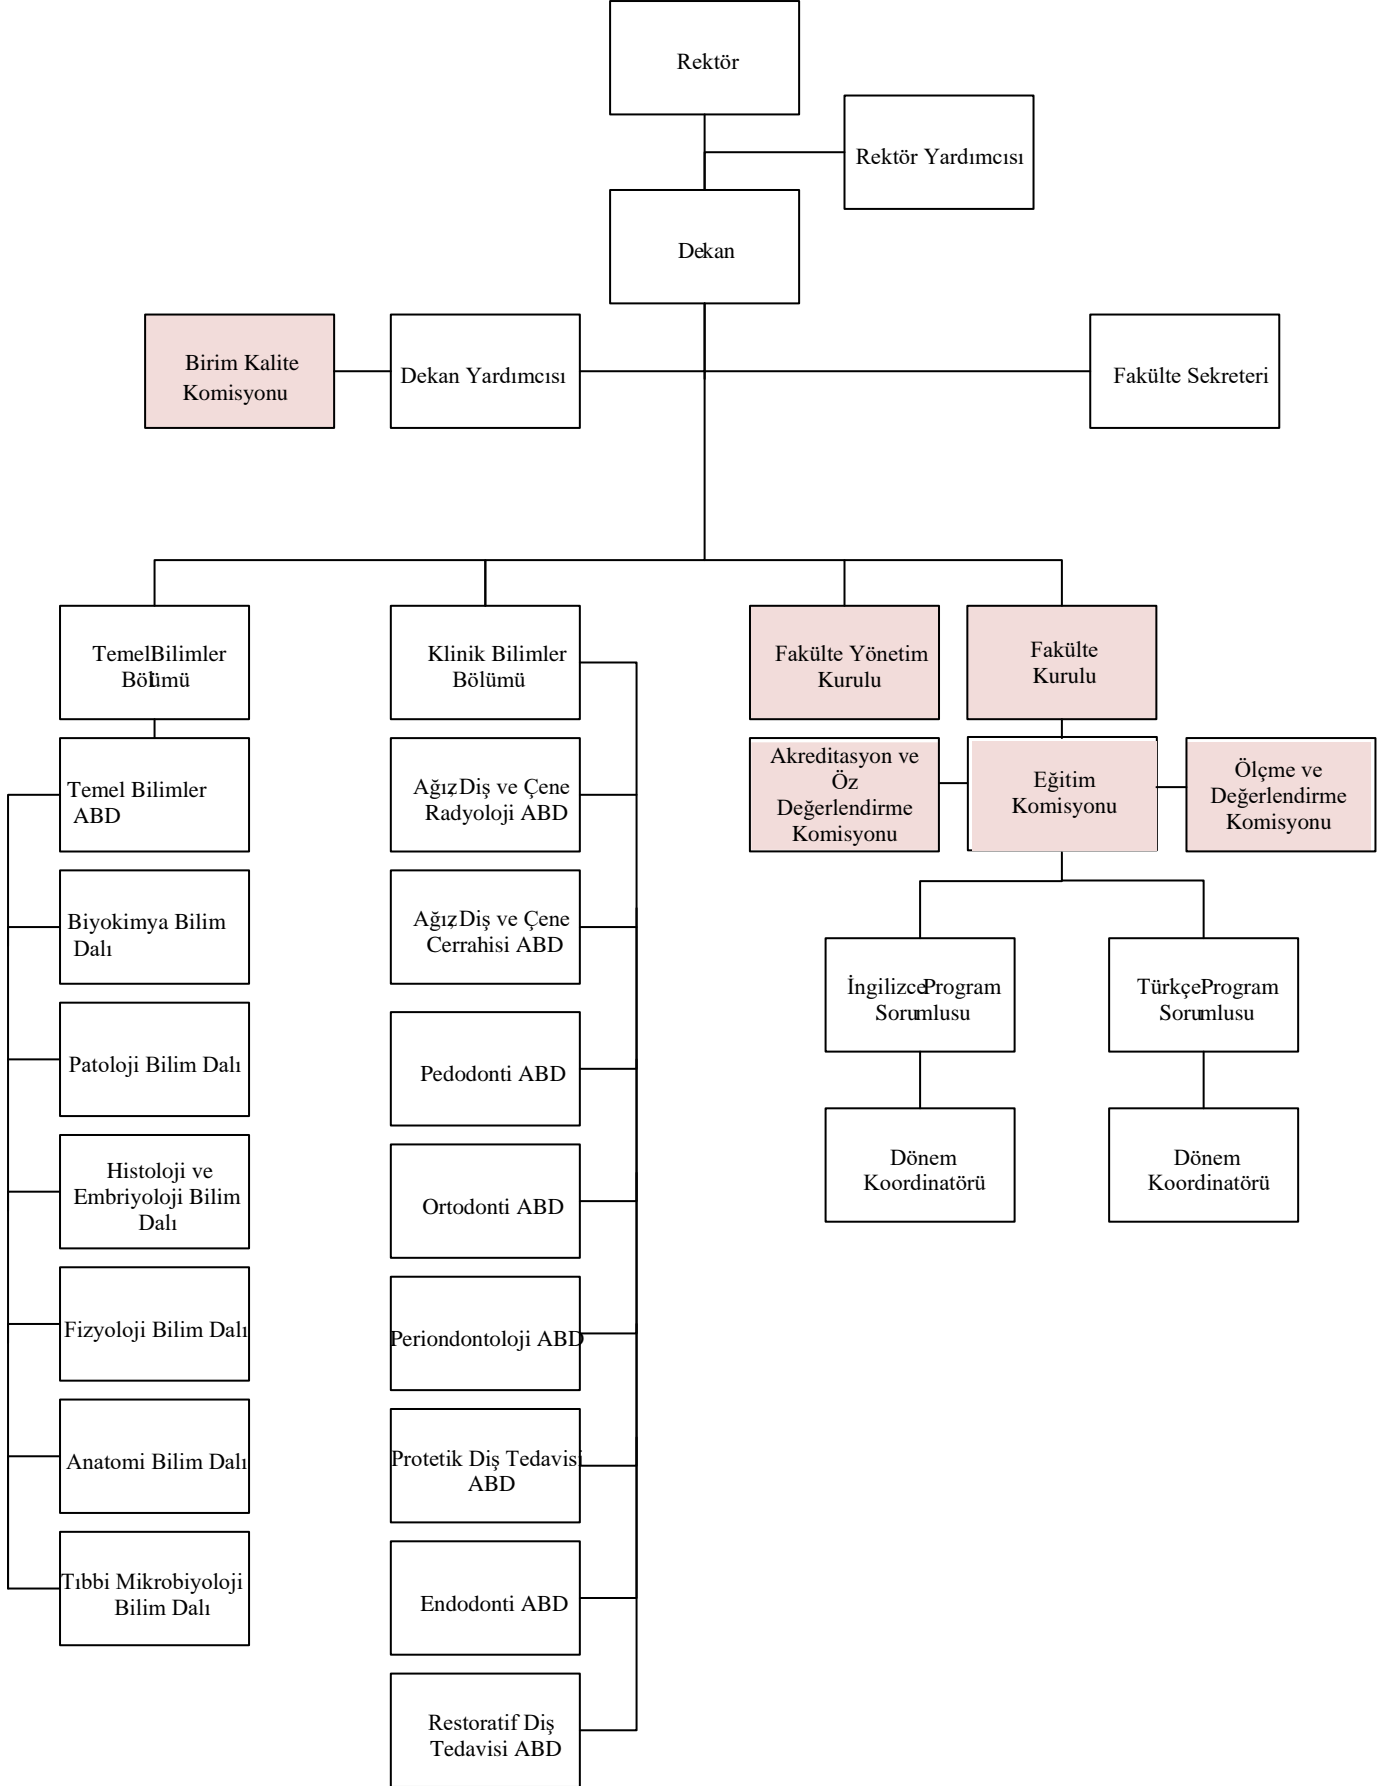 Rektör
Rektör Yardımcısı
Dekan
Birim Kalite
Komisyonu
Dekan Yardımcısı
Fakülte Sekreteri
TemelBilimler
Bölümü
Klinik Bilimler
Bölümü
Fakülte Yönetim
Kurulu
Fakülte
Kurulu
Temel Bilimler
ABD
Ağız,Diş ve Çene
Radyoloji ABD
Akreditasyon ve
Öz
Değerlendirme
Komisyonu
Eğitim
Komisyonu
Ölçme ve
Değerlendirme
Komisyonu
Biyokimya Bilim
Dalı
Ağız,Diş ve Çene
Cerrahisi ABD
İngilizceProgram
Sorumlusu
TürkçeProgram
Sorumlusu
Patoloji Bilim Dalı
Pedodonti ABD
Dönem
Koordinatörü
Dönem
Koordinatörü
Histoloji ve
Embriyoloji Bilim
Dalı
Ortodonti ABD
Fizyoloji Bilim Dalı
Periondontoloji ABD
Anatomi Bilim Dalı
Protetik Diş Tedavisi
ABD
Tıbbi Mikrobiyoloji
Bilim Dalı
Endodonti ABD
Restoratif Diş
Tedavisi ABD